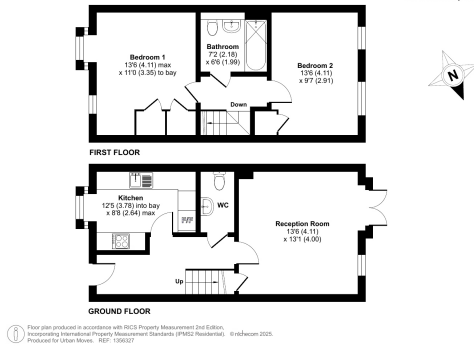 Bedroom 1
13'6 (4.11) max
x 11'0 (3.35) to bay
Bathroom
7'2 (2.18)
x 6'6 (1.99)
Bedroom 2
13'6 (4.11)
x 9'7 (2.91)
Down
N
FIRST FLOOR
Kitchen
12'5 (3.78) into bay
x 8'8 (2.64) max
WC
Reception Room
13'6 (4.11)
x 13'1 (4.00)
Up
GROUND FLOOR
Floor plan produced in accordance with RICS Property Measurement 2nd Edition,
Incorporating International Property Measurement Standards (IPMS2 Residential). © nichecom 2025.
Produced for Urban Moves. REF: 1356327